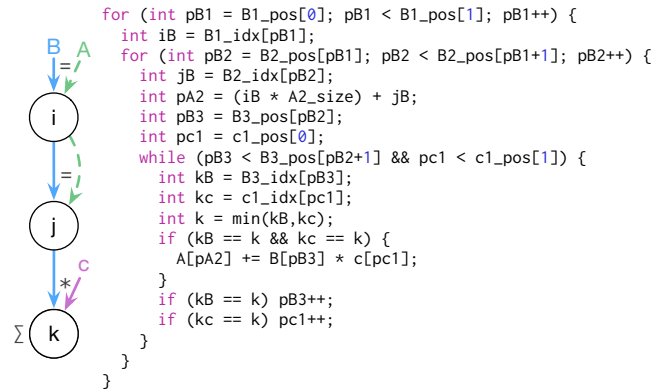 B
A
=
i
=
j
c
*
∑
k
for (int pB1 = B1_pos[0]; pB1 < B1_pos[1]; pB1++) {
  int iB = B1_idx[pB1];
  for (int pB2 = B2_pos[pB1]; pB2 < B2_pos[pB1+1]; pB2++) {
    int jB = B2_idx[pB2];
    int pA2 = (iB * A2_size) + jB;
    int pB3 = B3_pos[pB2];
    int pc1 = c1_pos[0];
    while (pB3 < B3_pos[pB2+1] && pc1 < c1_pos[1]) {
      int kB = B3_idx[pB3];
      int kc = c1_idx[pc1];
      int k = min(kB,kc);
      if (kB == k && kc == k) {
        A[pA2] += B[pB3] * c[pc1];
      }
      if (kB == k) pB3++;
      if (kc == k) pc1++;
    }
  }
}